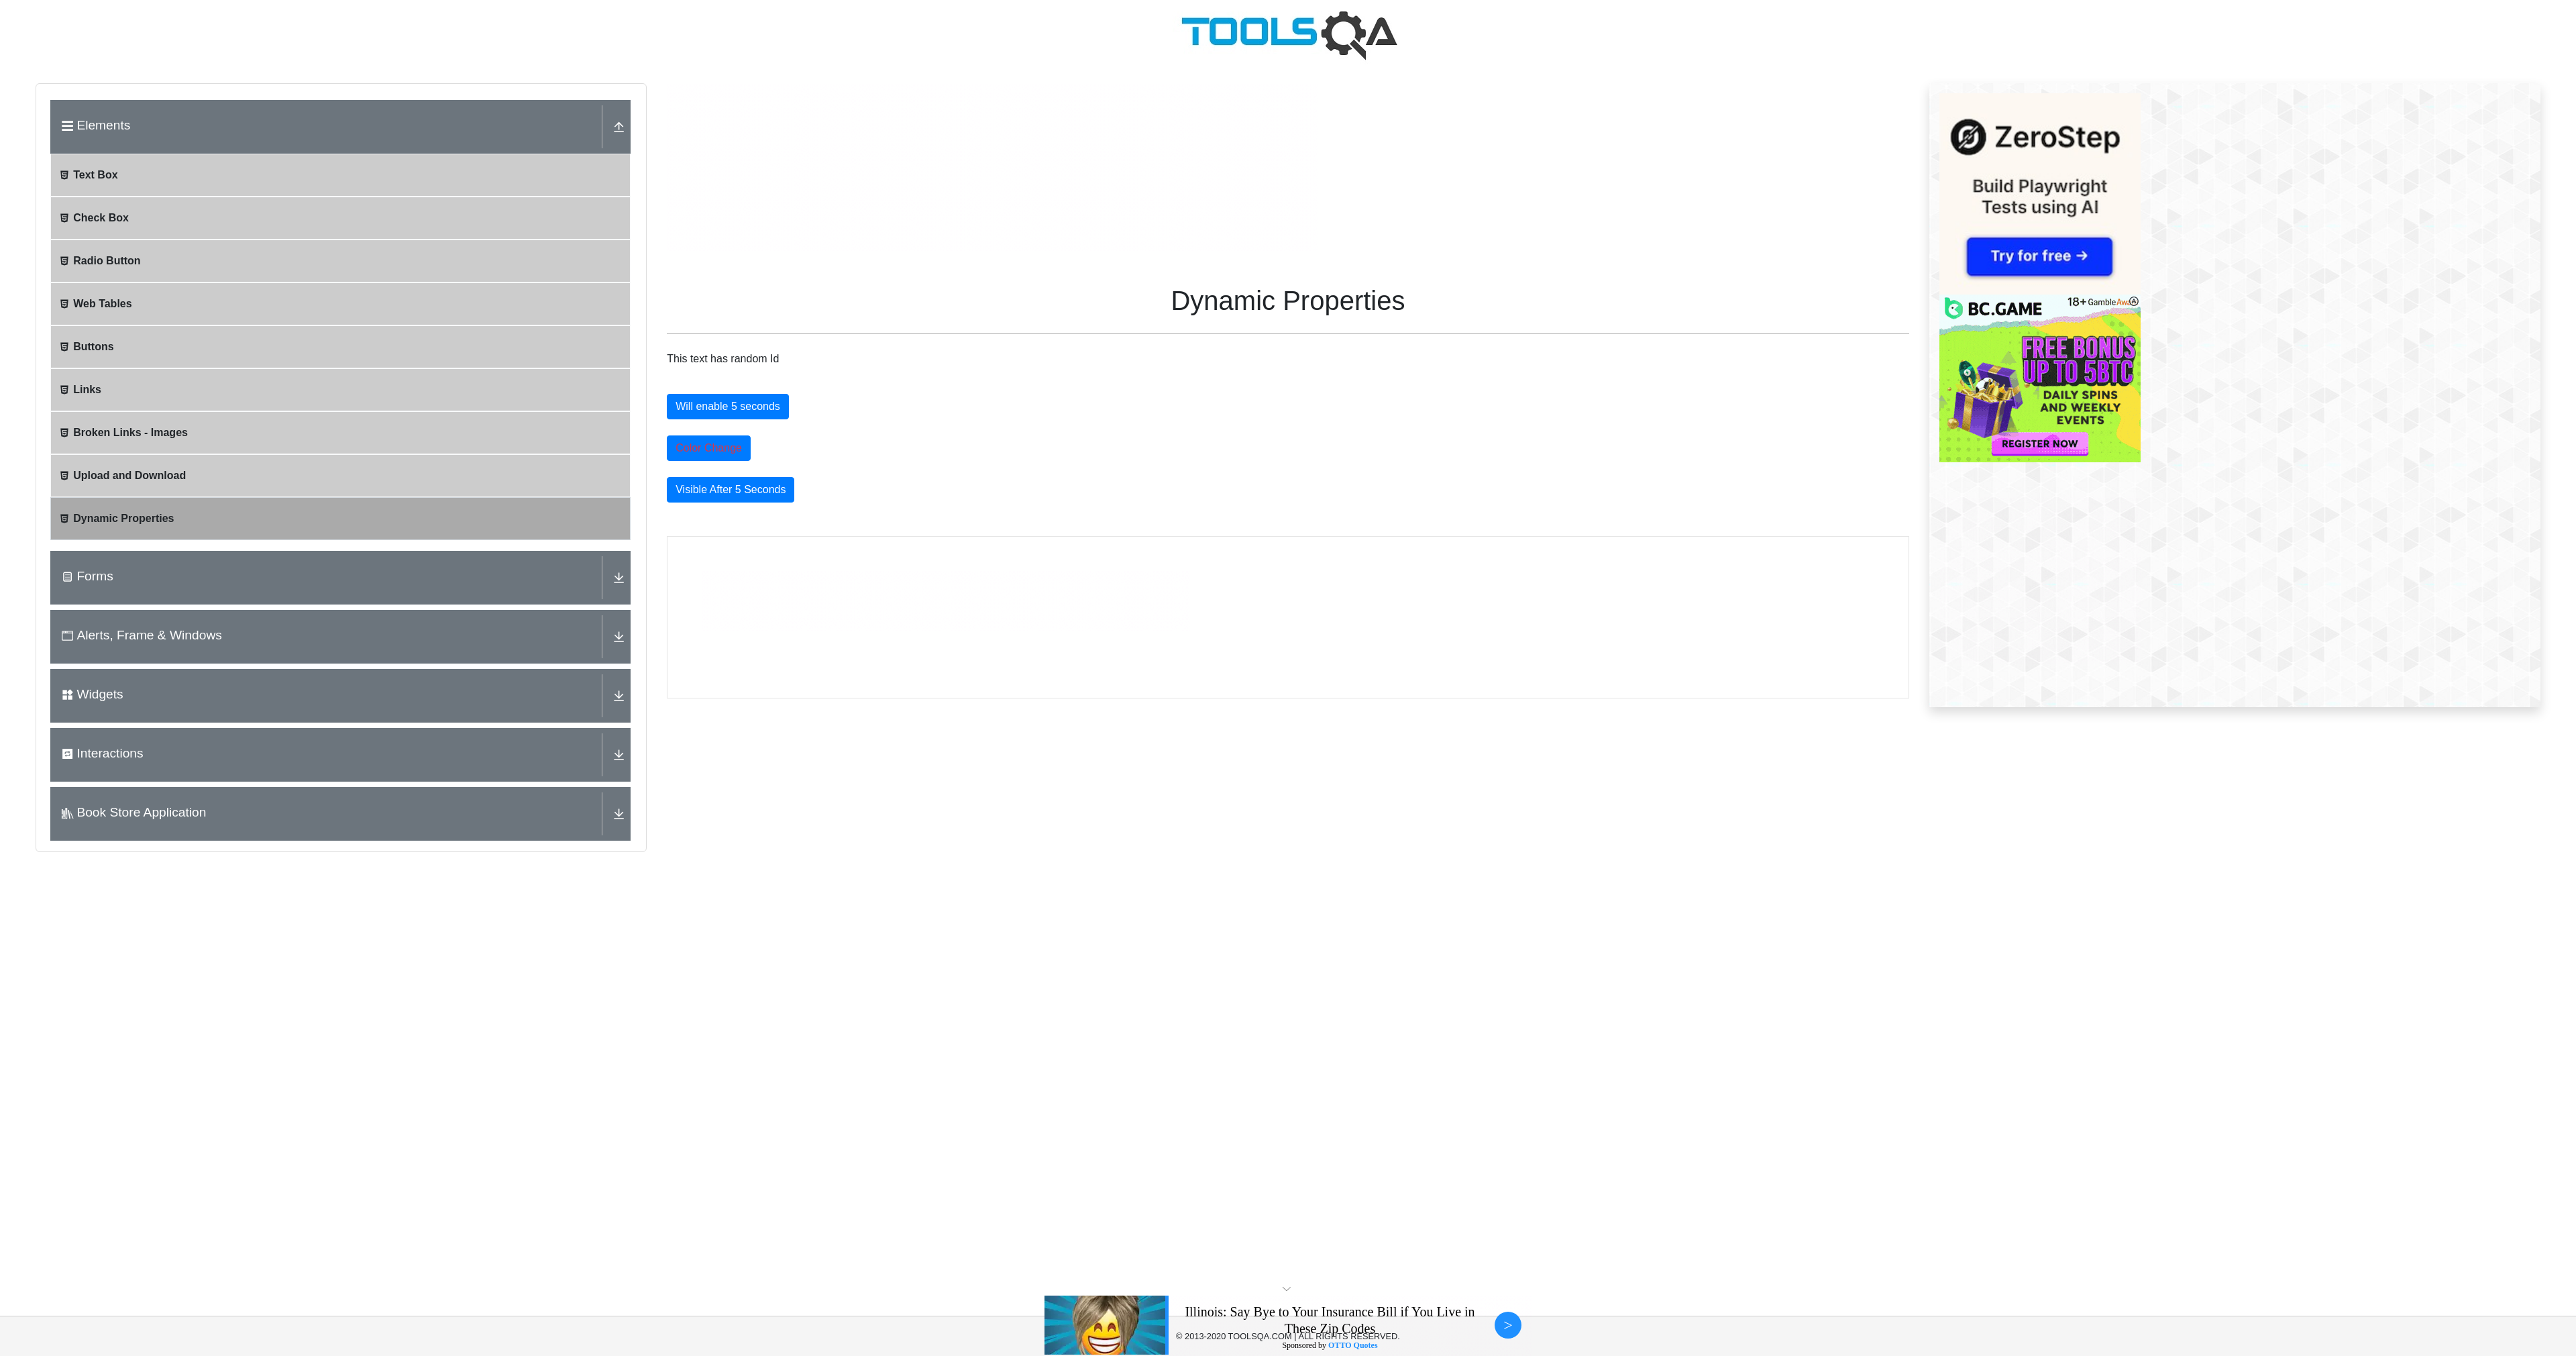 TOOLSQA
Elements
Text Box
Check Box
Radio Button
Web Tables
Buttons
Links
Broken Links - Images
Upload and Download
Dynamic Properties
Forms
Alerts, Frame & Windows
Widgets
Interactions
Book Store Application
Dynamic Properties
This text has random Id
Will enable 5 seconds
Color Change
Visible After 5 Seconds
ZeroStep
Build Playwright
Tests using AI
Try for free →
BC.GAME
18+ GambleAware
FREE BONUS
UP TO 5BTC
DAILY SPINS
AND WEEKLY
EVENTS
REGISTER NOW
Illinois: Say Bye to Your Insurance Bill if You Live in
These Zip Codes
© 2013-2020 TOOLSQA.COM | ALL RIGHTS RESERVED.
Sponsored by OTTO Quotes
>